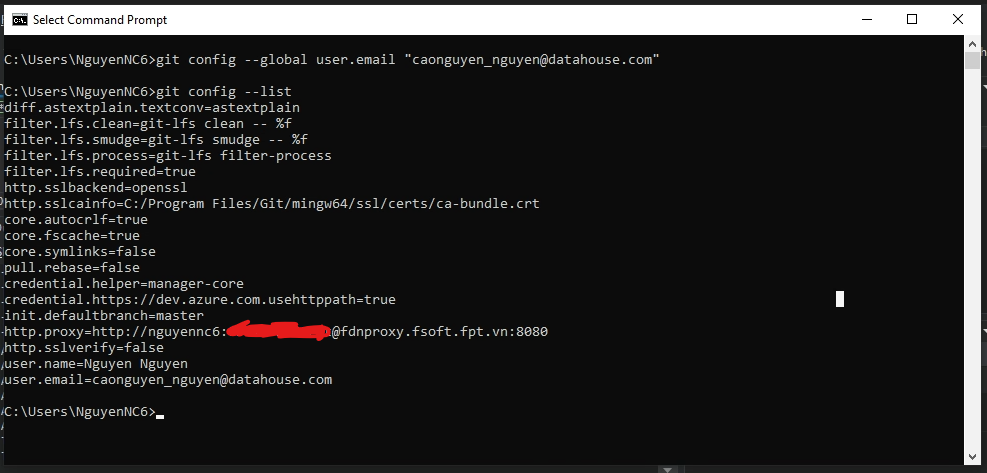 Select Command Prompt
C:\Users\NguyenNC6>git config --global user.email "caonguyen_nguyen@datahouse.com"
C:\Users\NguyenNC6>git config --list
diff.astextplain.textconv=astextplain
filter.lfs.clean=git-lfs clean -- %f
filter.lfs.smudge=git-lfs smudge -- %f
filter.lfs.process=git-lfs filter-process
filter.lfs.required=true
http.sslbackend=openssl
http.sslcainfo=C:/Program Files/Git/mingw64/ssl/certs/ca-bundle.crt
core.autocrlf=true
core.fscache=true
core.symlinks=false
pull.rebase=false
credential.helper=manager-core
credential.https://dev.azure.com.usehttppath=true
init.defaultbranch=master
http.proxy=http://nguyennc6:@fdnproxy.fsoft.fpt.vn:8080
http.sslverify=false
user.name=Nguyen Nguyen
user.email=caonguyen_nguyen@datahouse.com
C:\Users\NguyenNC6>